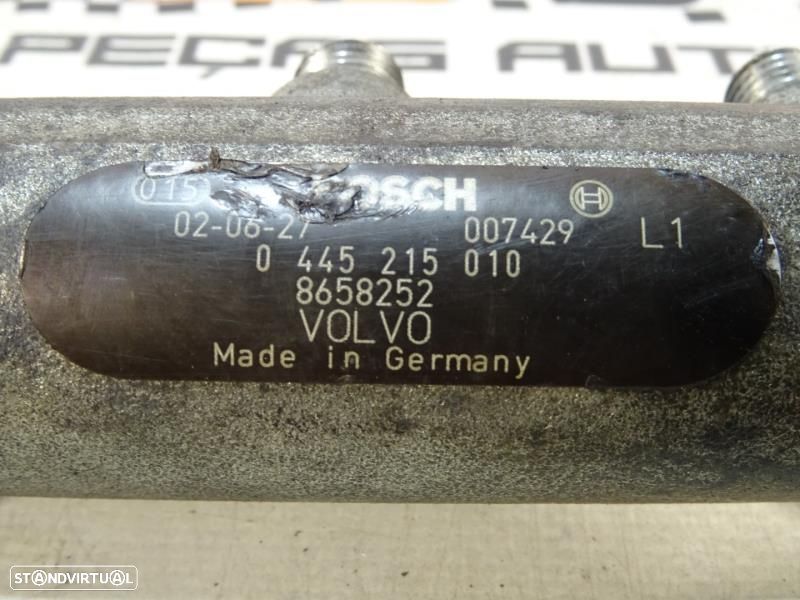 PEÇAS AUT
015 BOSCH
02-06-27 007429 L1
0 445 215 010
8658252
VOLVO
Made in Germany
STANDVIRTUAL